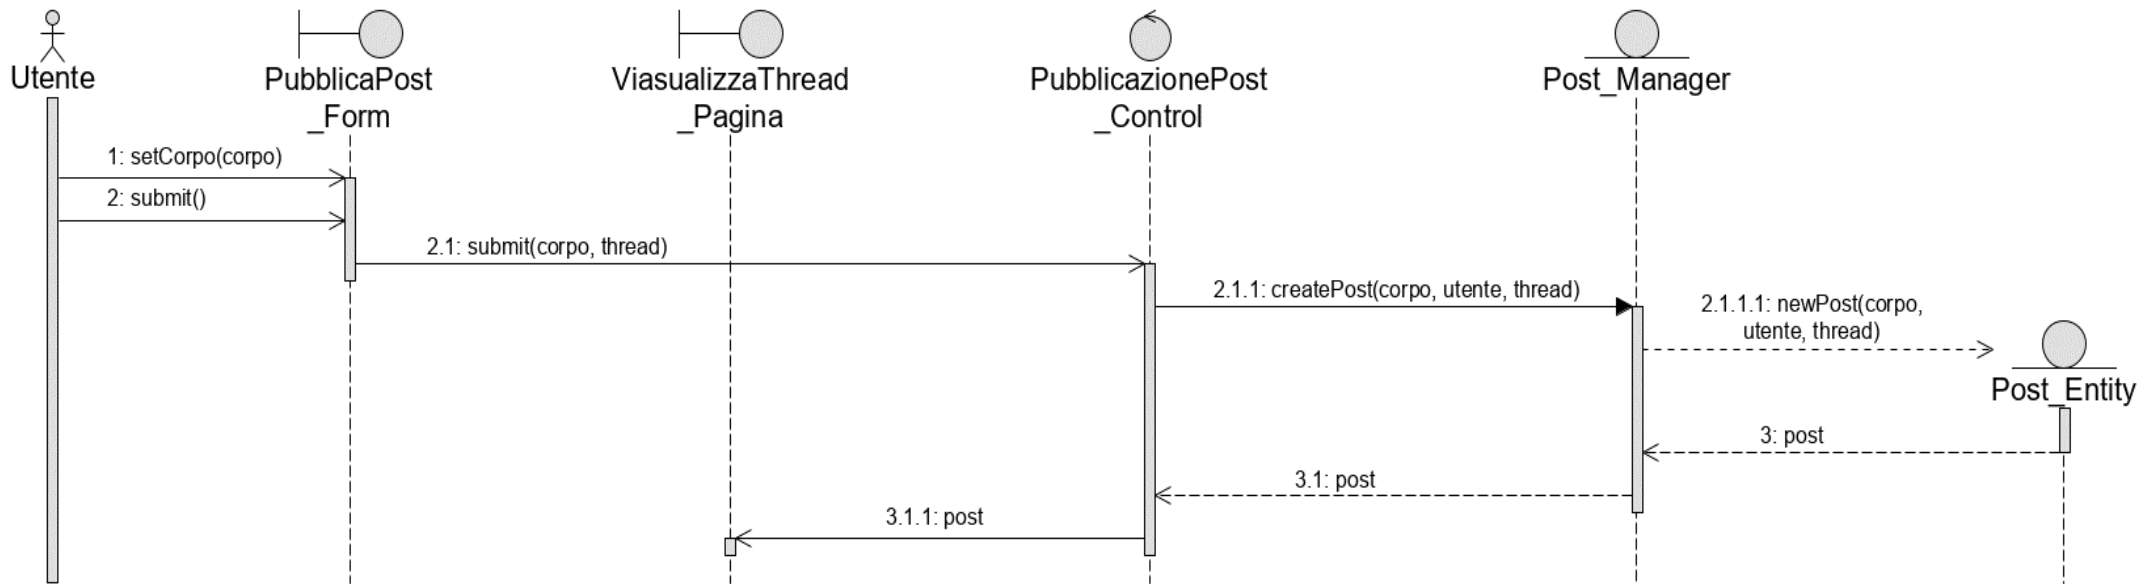 Utente
PubblicaPost
_Form
ViasualizzaThread
_Pagina
PubblicazionePost
_Control
Post_Manager
1: setCorpo(corpo)
2: submit()
2.1: submit(corpo, thread)
2.1.1: createPost(corpo, utente, thread)
2.1.1.1: newPost(corpo,
utente, thread)
Post_Entity
3: post
3.1: post
3.1.1: post